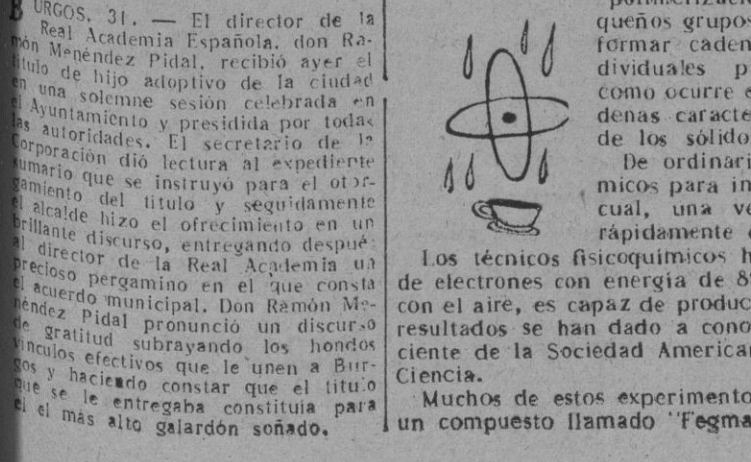 BURGOS, 31. — El director de la
Real Academia Española, don Ra-
món Menéndez Pidal, recibió ayer el
título de hijo adoptivo de la ciudad
en una solemne sesión celebrada en
el Ayuntamiento y presidida por todas
las autoridades. El secretario de la
Corporación dió lectura al expediente
sumario que se instruyó para el otor-
gamiento del título y seguidamente
el alcalde hizo el ofrecimiento en un
brillante discurso, entregando después
al director de la Real Academia un
precioso pergamino en el que consta
el acuerdo municipal. Don Ramón Me-
néndez Pidal pronunció un discurso
de gratitud subrayando los hondos
vínculos efectivos que le unen a Bur-
gos y haciendo constar que el título
que se le entregaba constituía para
él el más alto galardón soñado.
queños grupos
formar caden
dividuales p
como ocurre e
denas caracte
de los sólido
De ordinari
micos para in
cual, una ve
rápidamente
Los técnicos fisicoquímicos h
de electrones con energía de 8
con el aire, es capaz de produc
resultados se han dado a cono
ciente de la Sociedad America
Ciencia.
Muchos de estos experimento
un compuesto llamado "Fegma